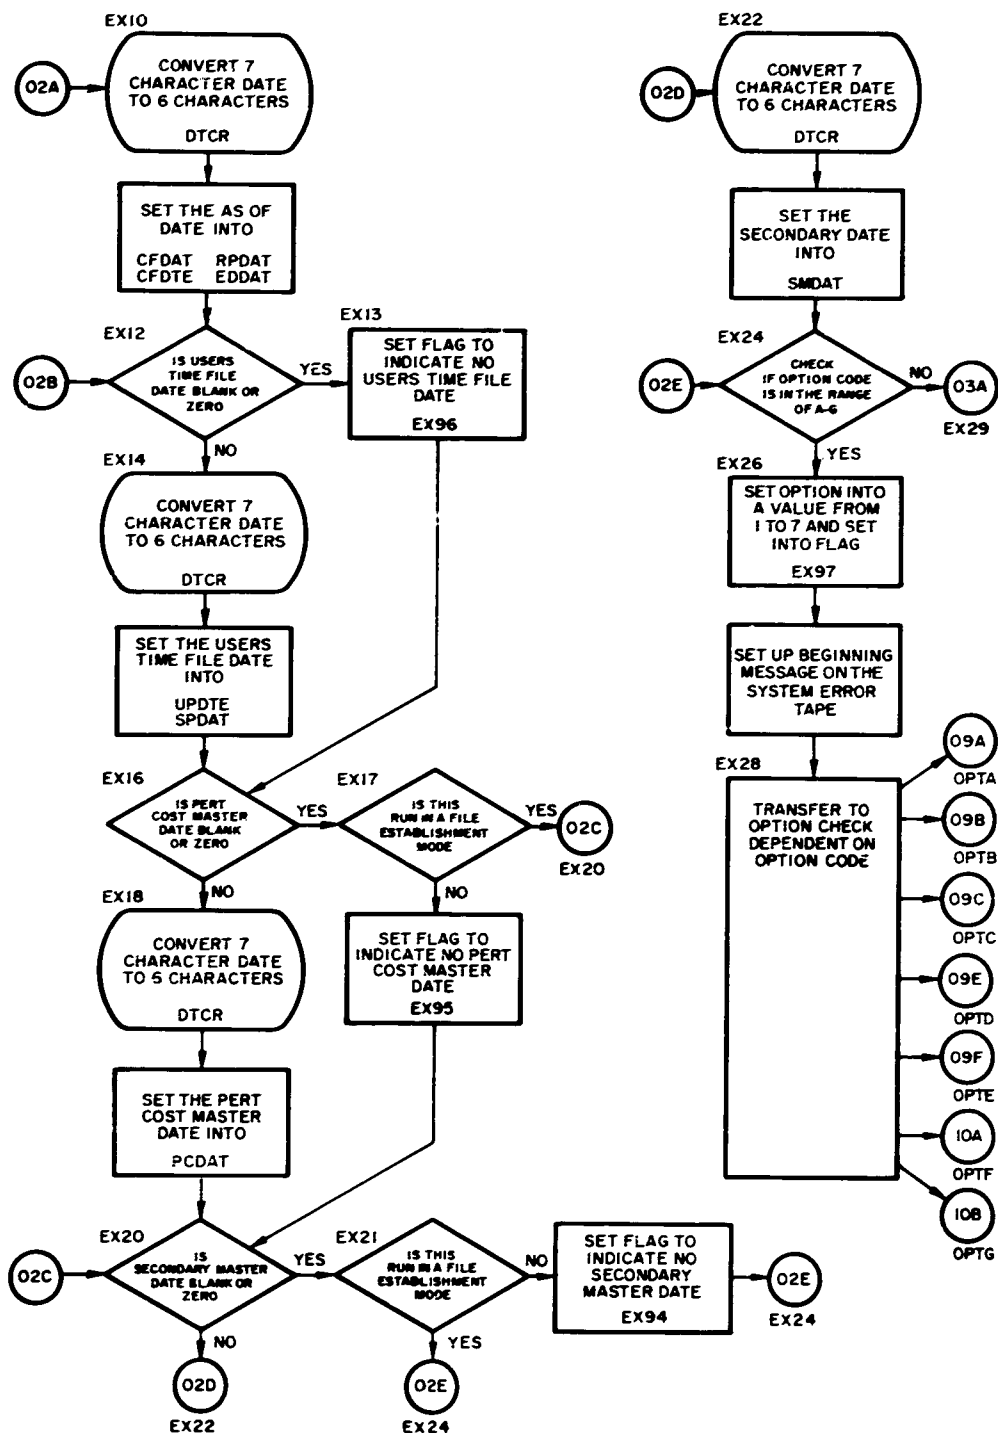 EX10
02A
CONVERT 7
CHARACTER DATE
TO 6 CHARACTERS
DTCR
SET THE AS OF
DATE INTO
CFDAT RPDAT
CFDTE EDDAT
EX12
02B
IS USERS
TIME FILE
DATE BLANK OR
ZERO
YES
NO
EX13
SET FLAG TO
INDICATE NO
USERS TIME FILE
DATE
EX96
EX14
CONVERT 7
CHARACTER DATE
TO 6 CHARACTERS
DTCR
SET THE USERS
TIME FILE DATE
INTO
UPDTE
SPDAT
EX16
IS PERT
COST MASTER
DATE BLANK
OR ZERO
YES
NO
EX17
IS THIS
RUN IN A FILE
ESTABLISHMENT
MODE
YES
02C
EX20
NO
EX18
CONVERT 7
CHARACTER DATE
TO 6 CHARACTERS
DTCR
SET FLAG TO
INDICATE NO PERT
COST MASTER
DATE
EX95
SET THE PERT
COST MASTER
DATE INTO
PCDAT
EX20
02C
IS
SECONDARY MASTER
DATE BLANK OR
ZERO
YES
NO
02D
EX22
EX21
IS THIS
RUN IN A FILE
ESTABLISHMENT
MODE
NO
YES
02E
EX24
SET FLAG TO
INDICATE NO
SECONDARY
MASTER DATE
EX94
02E
EX24
EX22
02D
CONVERT 7
CHARACTER DATE
TO 6 CHARACTERS
DTCR
SET THE
SECONDARY DATE
INTO
SMDAT
EX24
02E
CHECK
IF OPTION CODE
IS IN THE RANGE
OF A-G
NO
03A
EX29
YES
EX26
SET OPTION INTO
A VALUE FROM
1 TO 7 AND SET
INTO FLAG
EX97
SET UP BEGINNING
MESSAGE ON THE
SYSTEM ERROR
TAPE
EX28
TRANSFER TO
OPTION CHECK
DEPENDENT ON
OPTION CODE
09A
OPTA
09B
OPTB
09C
OPTC
09E
OPTD
09F
OPTE
10A
OPTF
10B
OPTG